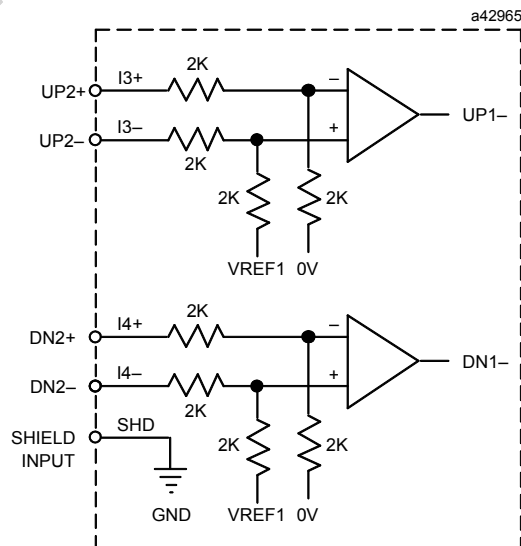 a42965
2K
UP2+ I3+ – UP1–
UP2– I3– +
2K
2K 2K
VREF1 0V
2K
DN2+ I4+ – DN1–
DN2– I4– +
2K
SHIELD INPUT SHD
2K 2K
GND VREF1 0V